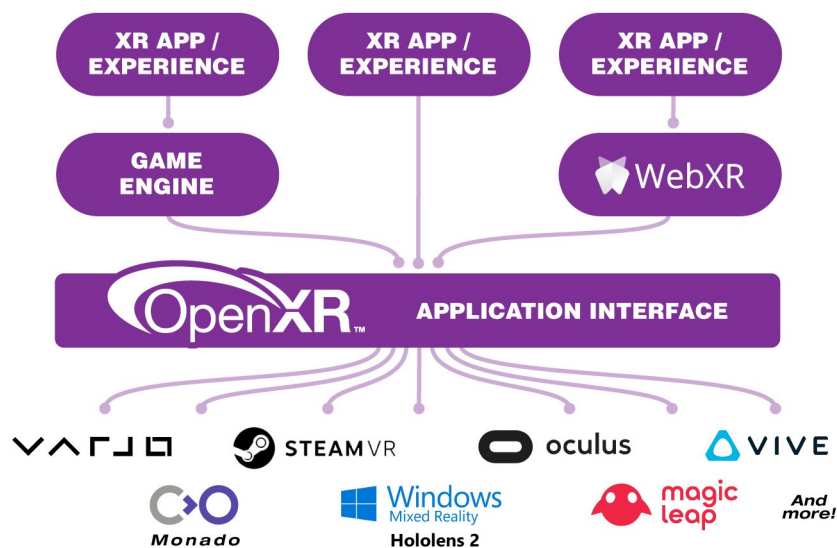 XR APP /
EXPERIENCE
XR APP /
EXPERIENCE
XR APP /
EXPERIENCE
GAME
ENGINE
WebXR
OpenXR™
APPLICATION INTERFACE
VARJO
STEAMVR
oculus
VIVE
Monado
Windows
Mixed Reality
Hololens 2
magic
leap
And
more!